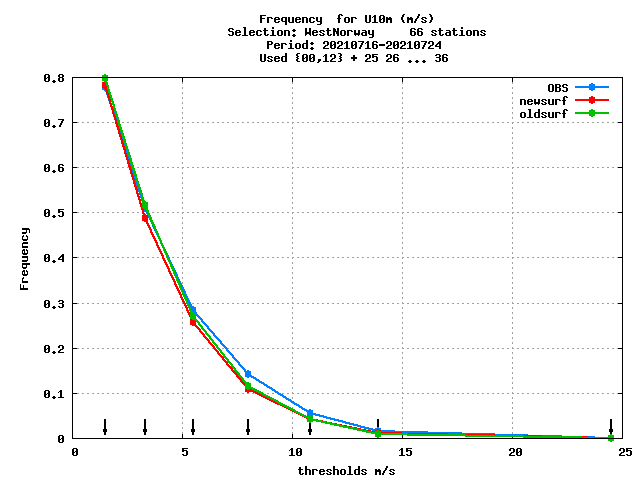 Frequency  for U10m (m/s)
Selection: WestNorway     66 stations
Period: 20210716-20210724
Used {00,12} + 25 26 ... 36
OBS
newsurf
oldsurf
0.8
0.7
0.6
0.5
0.4
0.3
0.2
0.1
0
Frequency
0 5 10 15 20 25
thresholds m/s